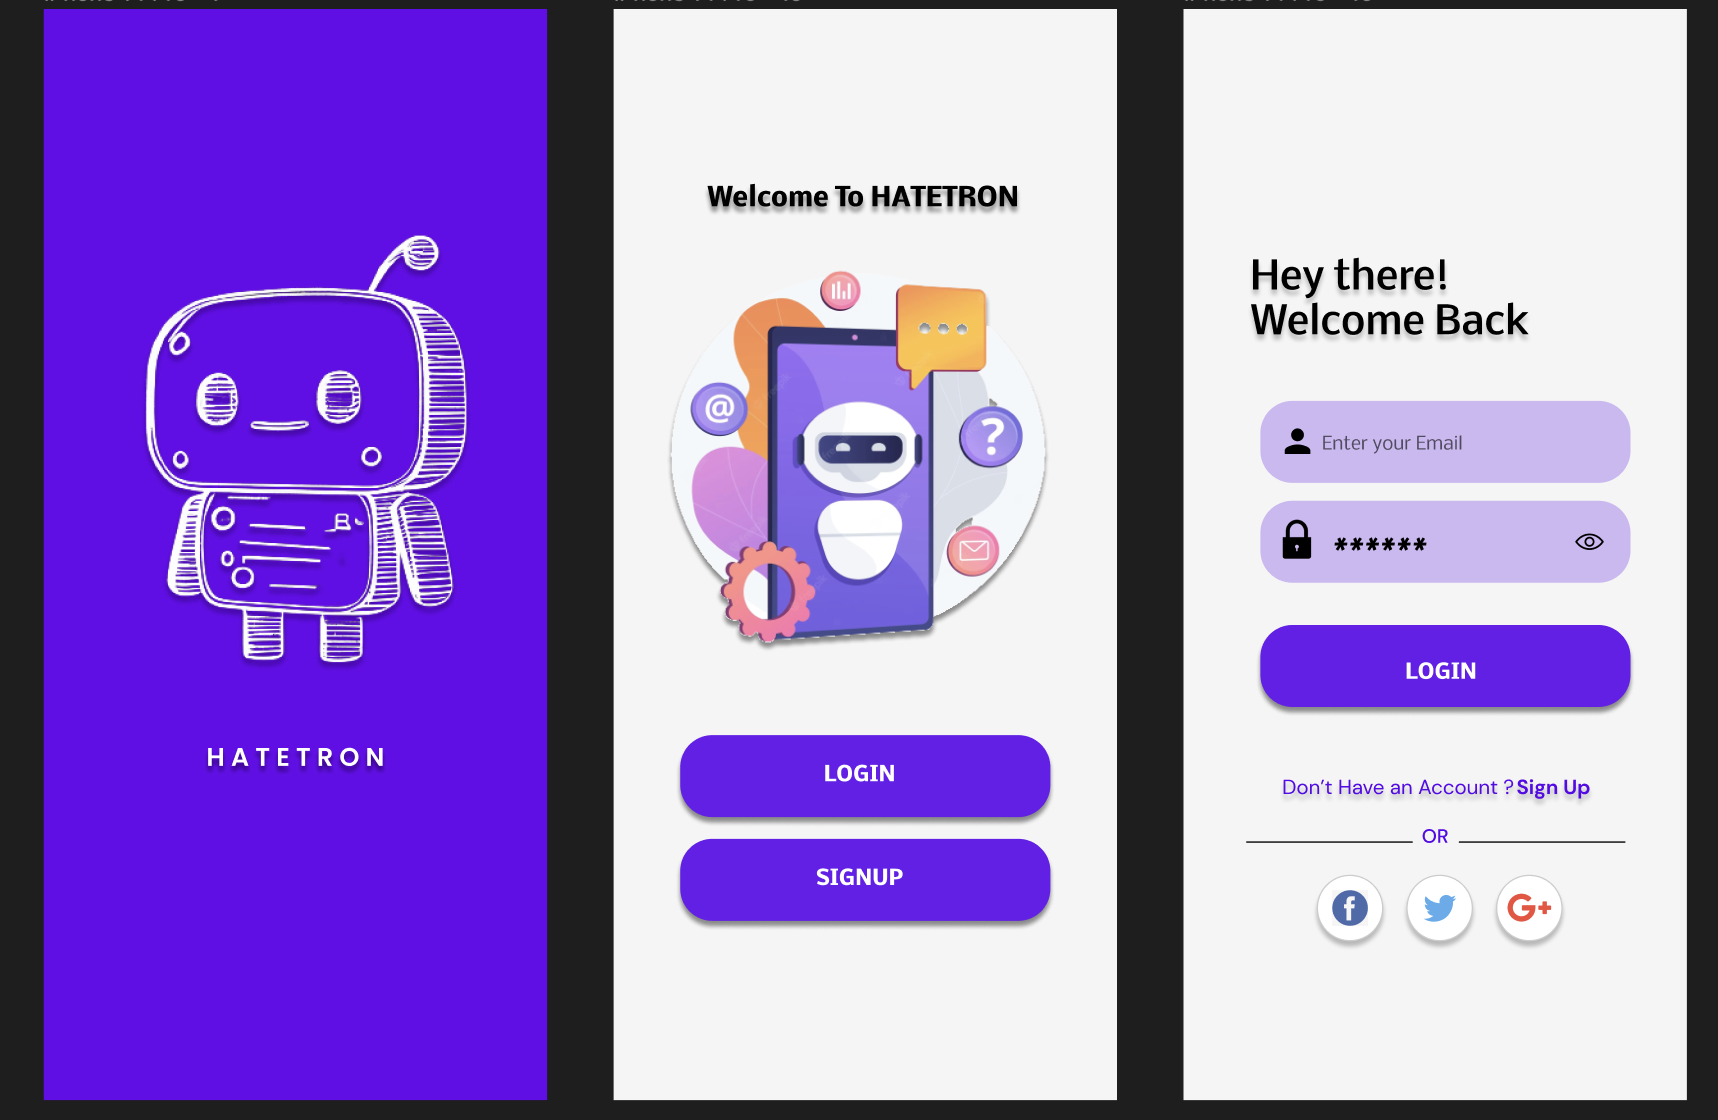 HATETRON
Welcome To HATETRON
@
?
LOGIN
SIGNUP
Hey there!
Welcome Back
Enter your Email
******
LOGIN
Don't Have an Account ? Sign Up
OR
f
G+